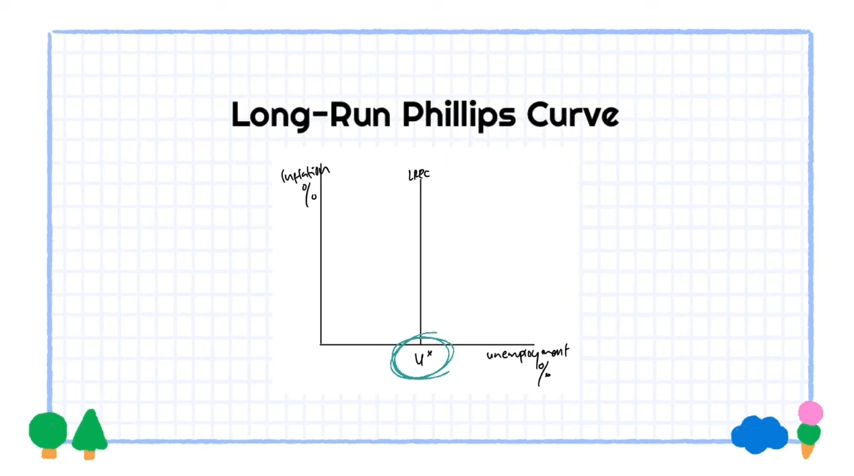 Long-Run Phillips Curve
Inflation
%
LRPC
U*
unemployment
%